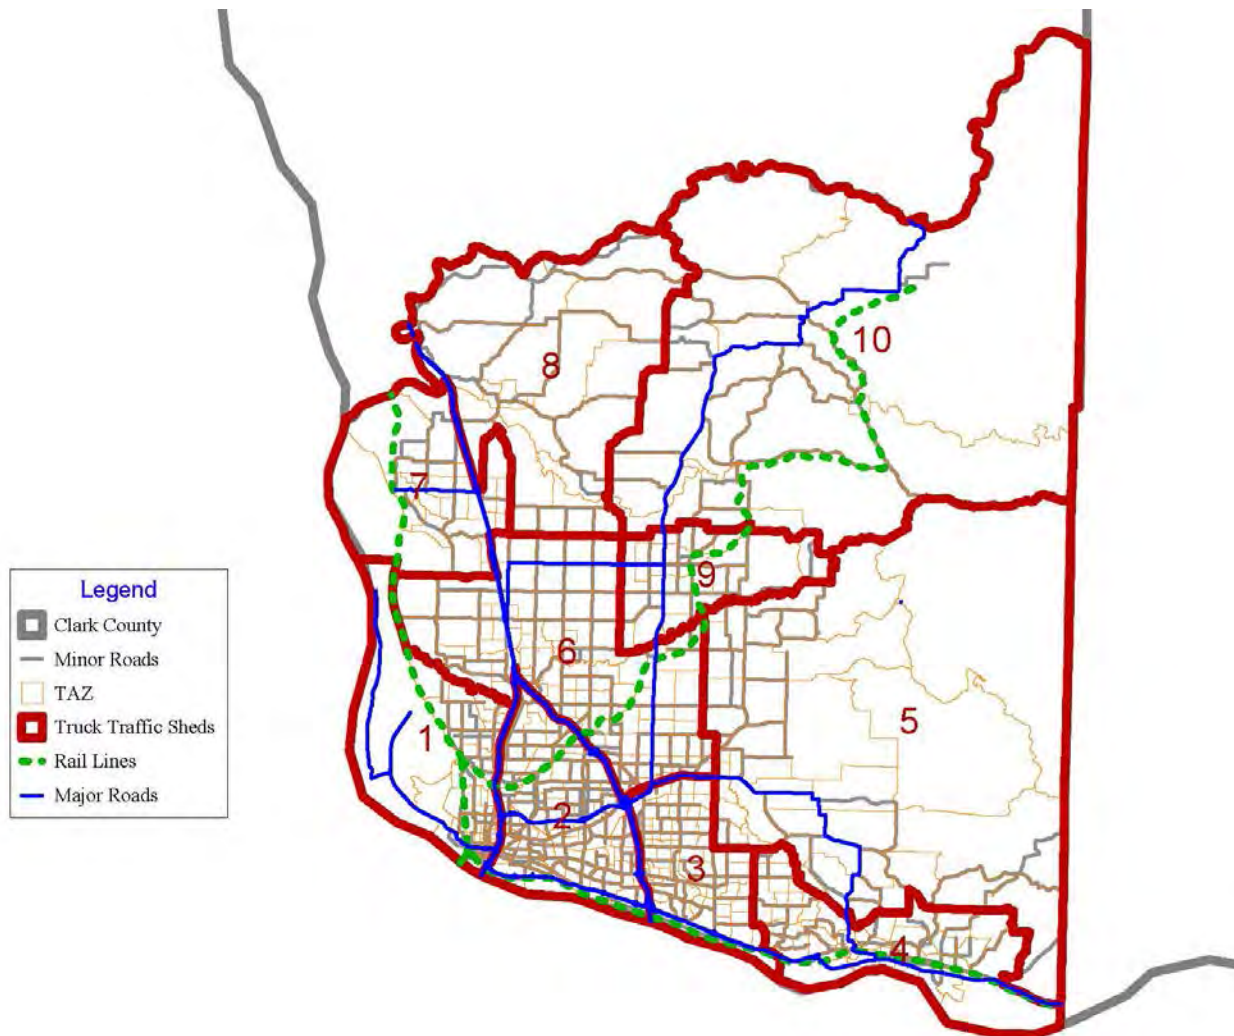 10
8
7
9
6
5
1
2
3
4
Legend
Clark County
Minor Roads
TAZ
Truck Traffic Sheds
Rail Lines
Major Roads